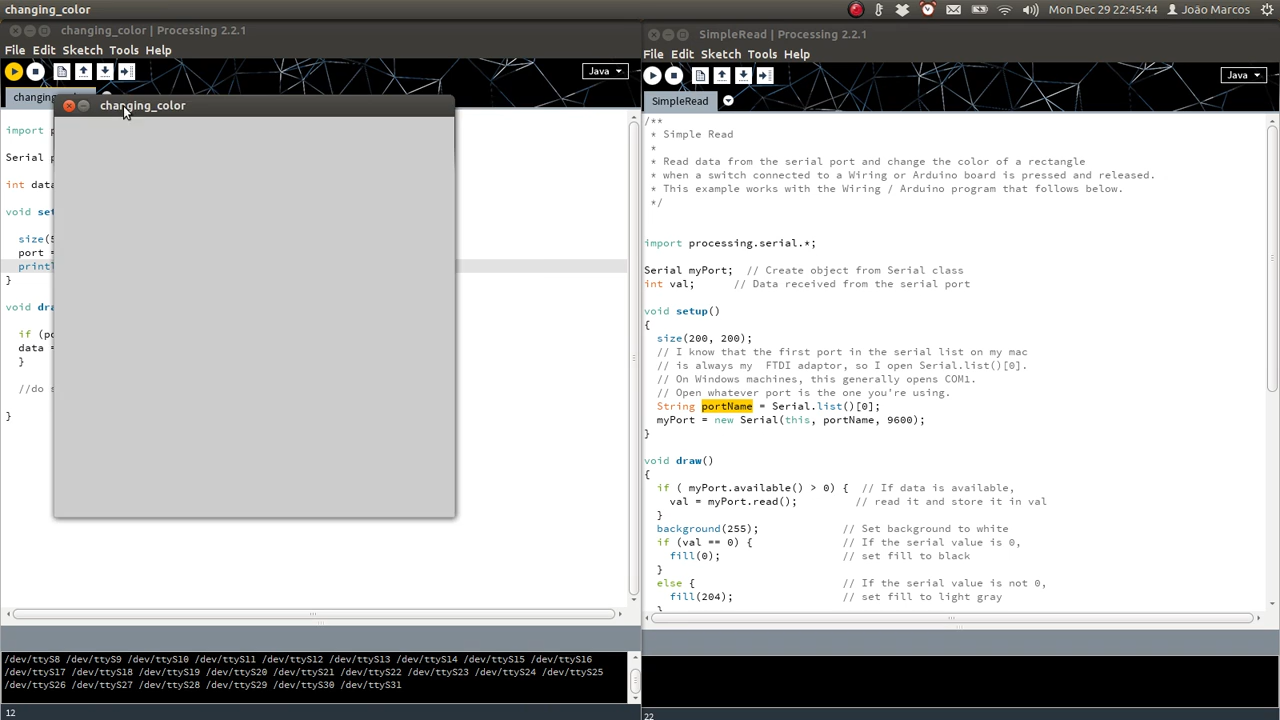 changing_color
Mon Dec 29 22:45:44 João Marcos
changing_color | Processing 2.2.1
File Edit Sketch Tools Help
Java
changing
import p
Serial p
int data
void set
size(5
port =
printl
}
void dra
if (po
data =
}
//do s
}
changing_color
/dev/ttyS8 /dev/ttyS9 /dev/ttyS10 /dev/ttyS11 /dev/ttyS12 /dev/ttyS13 /dev/ttyS14 /dev/ttyS15 /dev/ttyS16
/dev/ttyS17 /dev/ttyS18 /dev/ttyS19 /dev/ttyS20 /dev/ttyS21 /dev/ttyS22 /dev/ttyS23 /dev/ttyS24 /dev/ttyS25
/dev/ttyS26 /dev/ttyS27 /dev/ttyS28 /dev/ttyS29 /dev/ttyS30 /dev/ttyS31
12
SimpleRead | Processing 2.2.1
File Edit Sketch Tools Help
Java
SimpleRead
/**
* Simple Read
*
* Read data from the serial port and change the color of a rectangle
* when a switch connected to a Wiring or Arduino board is pressed and released.
* This example works with the Wiring / Arduino program that follows below.
*/
import processing.serial.*;
Serial myPort;  // Create object from Serial class
int val;      // Data received from the serial port
void setup()
{
size(200, 200);
// I know that the first port in the serial list on my mac
// is always my  FTDI adaptor, so I open Serial.list()[0].
// On Windows machines, this generally opens COM1.
// Open whatever port is the one you're using.
String portName = Serial.list()[0];
myPort = new Serial(this, portName, 9600);
}
void draw()
{
if ( myPort.available() > 0) {  // If data is available,
val = myPort.read();         // read it and store it in val
}
background(255);             // Set background to white
if (val == 0) {              // If the serial value is 0,
fill(0);                   // set fill to black
}
else {                       // If the serial value is not 0,
fill(204);                 // set fill to light gray
}
22